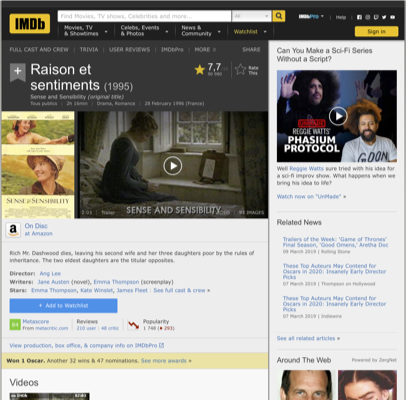 IMDb
Find Movies, TV shows, Celebrities and more...
All
IMDbPro
Help
Movies, TV & Showtimes
Celebs, Events & Photos
News & Community
Watchlist
Sign in
FULL CAST AND CREW | TRIVIA | USER REVIEWS | IMDbPro | MORE
SHARE
Raison et sentiments (1995)
Sense and Sensibility (original title)
Tous publics | 2h 16min | Drama, Romance | 28 February 1996 (France)
7,7
Rate This
SENSE AND SENSIBILITY
SENSE AND SENSIBILITY
Trailer
IMAGES
On Disc
at Amazon
Rich Mr. Dashwood dies, leaving his second wife and her three daughters poor by the rules of inheritance. The two oldest daughters are the titular opposites.
Director: Ang Lee
Writers: Jane Austen (novel), Emma Thompson (screenplay)
Stars: Emma Thompson, Kate Winslet, James Fleet | See full cast & crew »
+ Add to Watchlist
Metascore
From metacritic.com
Reviews
210 user | 48 critic
Popularity
1 748 (293)
View production, box office, & company info on IMDbPro
Won 1 Oscar. Another 32 wins & 47 nominations. See more awards »
Videos
Can You Make a Sci-Fi Series Without a Script?
REGGIE WATTS'
PHASIUM
PROTOCOL
GOON
Well Reggie Watts sure tried with his idea for a sci-fi improv show. What happens when we bring his idea to life?
Watch now on "UnMade" »
Related News
Trailers of the Week: 'Game of Thrones' Final Season, 'Good Omens,' Aretha Doc
09 March 2019 | Rolling Stone
These Top Auteurs May Contend for Oscars in 2020: Insanely Early Director Picks
07 March 2019 | Thompson on Hollywood
These Top Auteurs May Contend for Oscars in 2020: Insanely Early Director Picks
07 March 2019 | Indiewire
See all related articles »
Around The Web
Powered by ZergNet